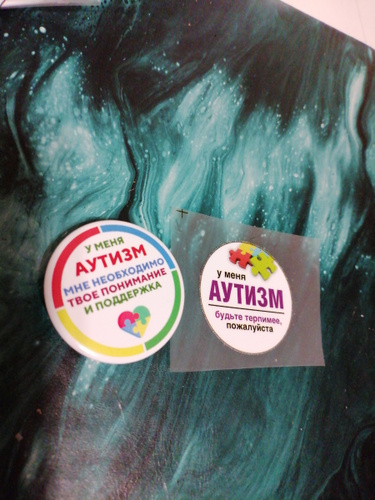 У МЕНЯ
АУТИЗМ
МНЕ НЕОБХОДИМО
ТВОЕ ПОНИМАНИЕ
И ПОДДЕРЖКА
у меня
АУТИЗМ
будьте терпимее,
пожалуйста